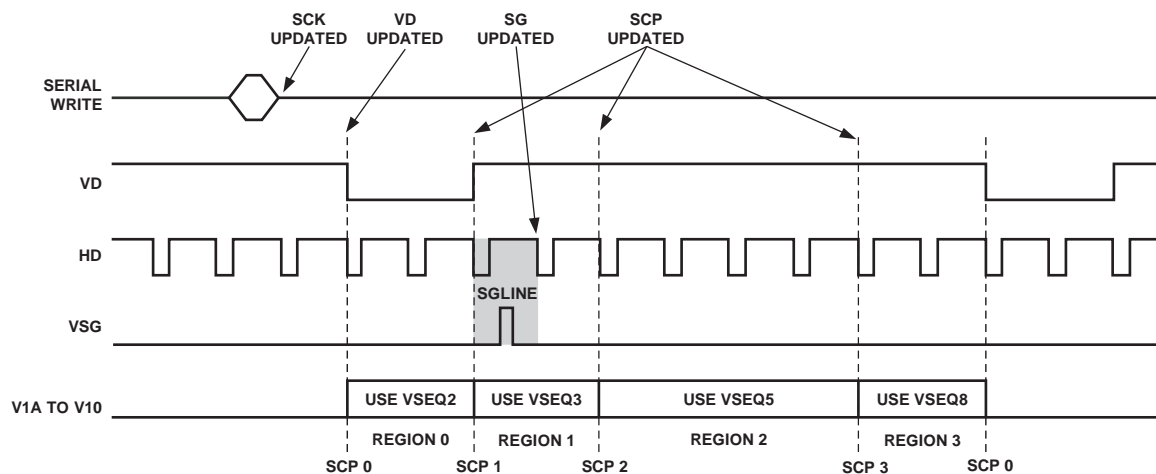 SCK
UPDATED
VD
UPDATED
SG
UPDATED
SCP
UPDATED
SERIAL
WRITE
VD
HD
SGLINE
VSG
V1A TO V10
USE VSEQ2
USE VSEQ3
USE VSEQ5
USE VSEQ8
REGION 0
REGION 1
REGION 2
REGION 3
SCP 0
SCP 1
SCP 2
SCP 3
SCP 0